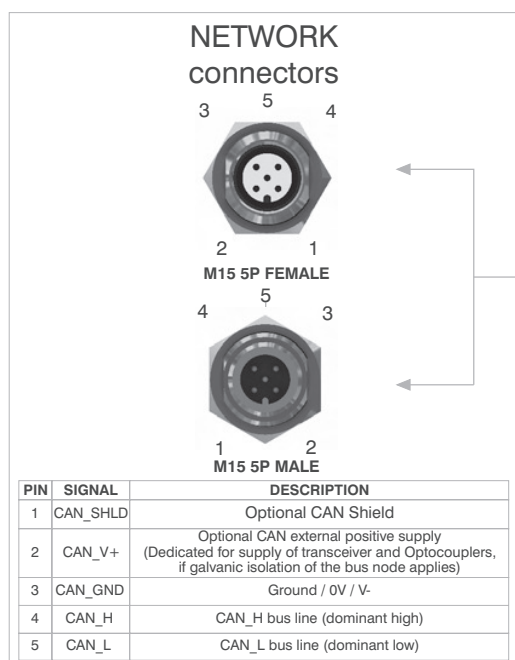 NETWORK
connectors
5
3 4
2 1
M15 5P FEMALE
5
4 3
1 2
M15 5P MALE
PIN SIGNAL DESCRIPTION
1 CAN_SHLD Optional CAN Shield
2 CAN_V+ Optional CAN external positive supply
(Dedicated for supply of transceiver and Optocouplers,
if galvanic isolation of the bus node applies)
3 CAN_GND Ground / 0V / V-
4 CAN_H CAN_H bus line (dominant high)
5 CAN_L CAN_L bus line (dominant low)